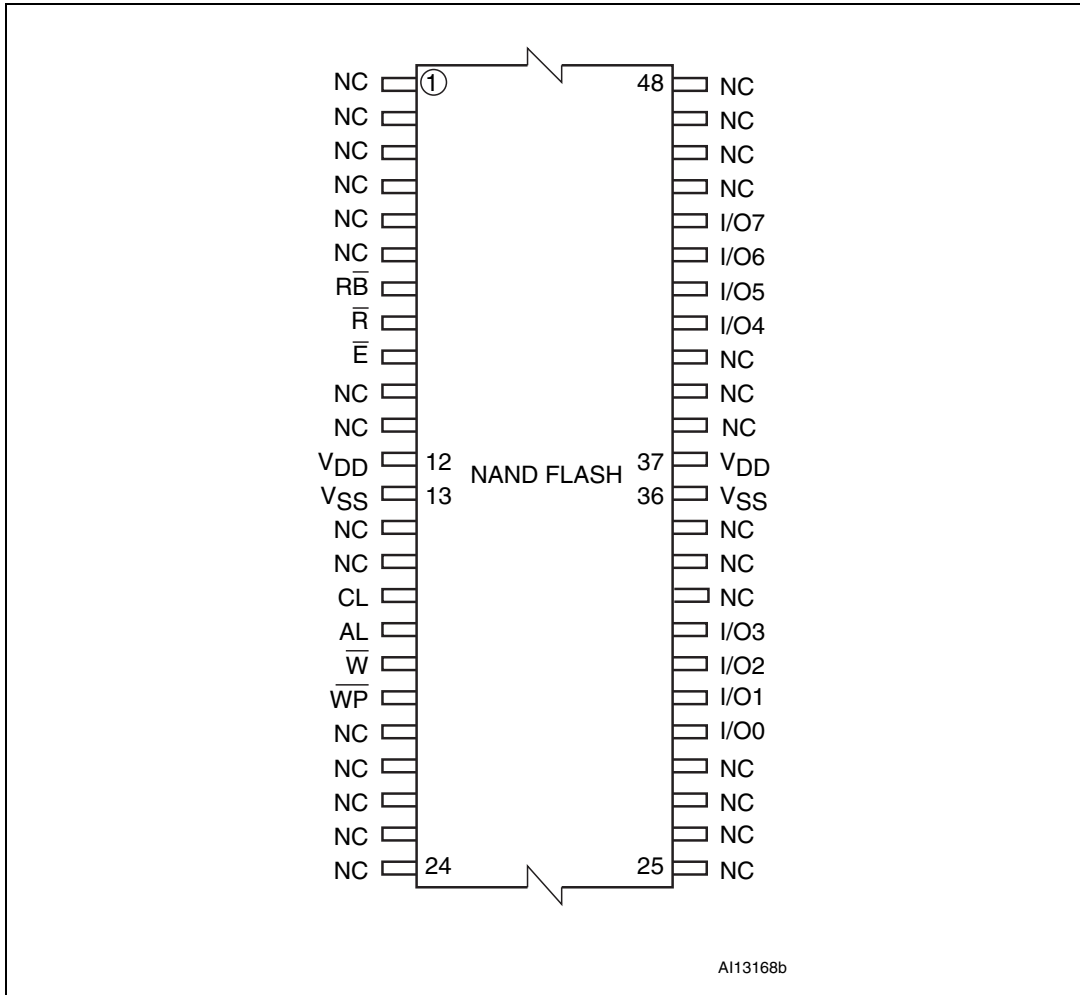 NC ① 48 NC
NC NC
NC NC
NC NC
NC I/O7
NC I/O6
RB̅ I/O5
R̅ I/O4
E̅ NC
NC NC
NC NC
VDD 12 NAND FLASH 37 VDD
VSS 13 36 VSS
NC NC
NC NC
CL NC
AL I/O3
W̅ I/O2
W̅P̅ I/O1
NC I/O0
NC NC
NC NC
NC NC
NC 24 25 NC
AI13168b